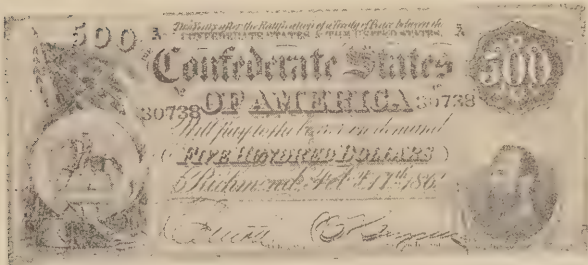 Two Years after the Ratification of a Treaty of Peace between the
CONFEDERATE STATES & THE UNITED STATES,
500 A A
Confederate States 500
30738 OF AMERICA 30738
Will pay to the bearer on demand
FIVE HUNDRED DOLLARS
Richmond Feb. 17th 186